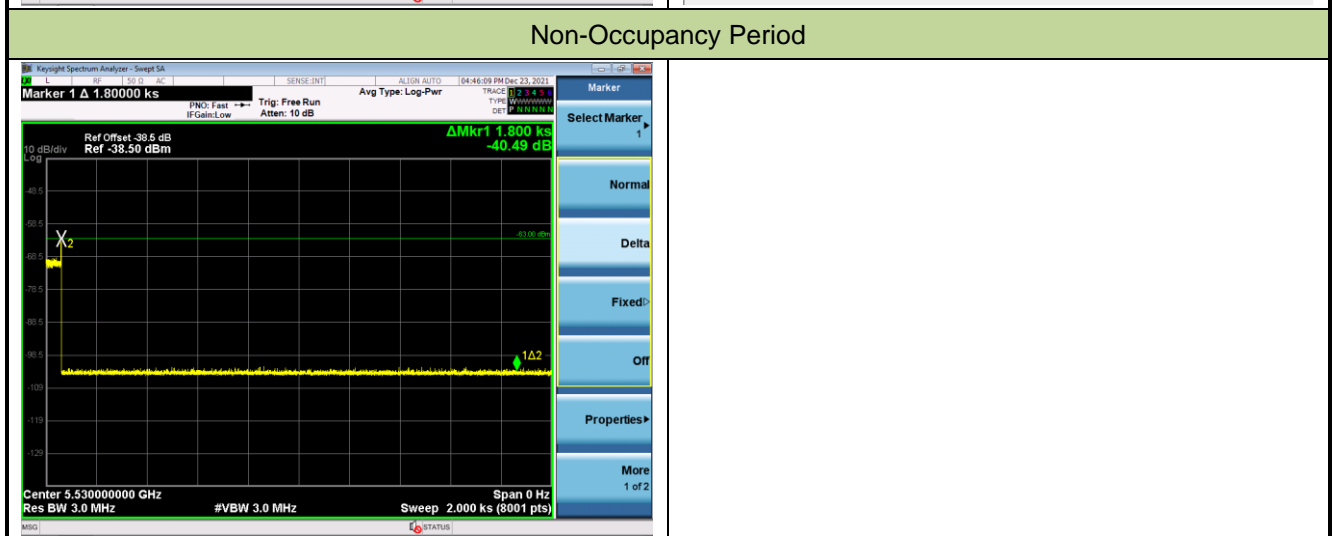 Non-Occupancy Period
Keysight Spectrum Analyzer - Swept SA
L RF 50 Ω AC SENSE:INT ALIGN AUTO 04:46:09 PM Dec 23, 2021
Marker 1 Δ 1.80000 ks
PNO: Fast
IFGain:Low
Trig: Free Run
Atten: 10 dB
Avg Type: Log-Pwr
TRACE 1 2 3 4 5 6
TYPE WWWWWW
DET P N N N N N
Marker
Select Marker
1
Normal
Delta
Fixed
Off
Properties
More
1 of 2
Ref Offset -38.5 dB
10 dB/div Ref -38.50 dBm
Log
ΔMkr1 1.800 ks
-40.49 dB
-48.5
-58.5
-63.00 dBm
X2
-68.5
-78.5
-88.5
-98.5
1Δ2
-109
-119
-129
Center 5.530000000 GHz Span 0 Hz
Res BW 3.0 MHz #VBW 3.0 MHz Sweep 2.000 ks (8001 pts)
MSG STATUS